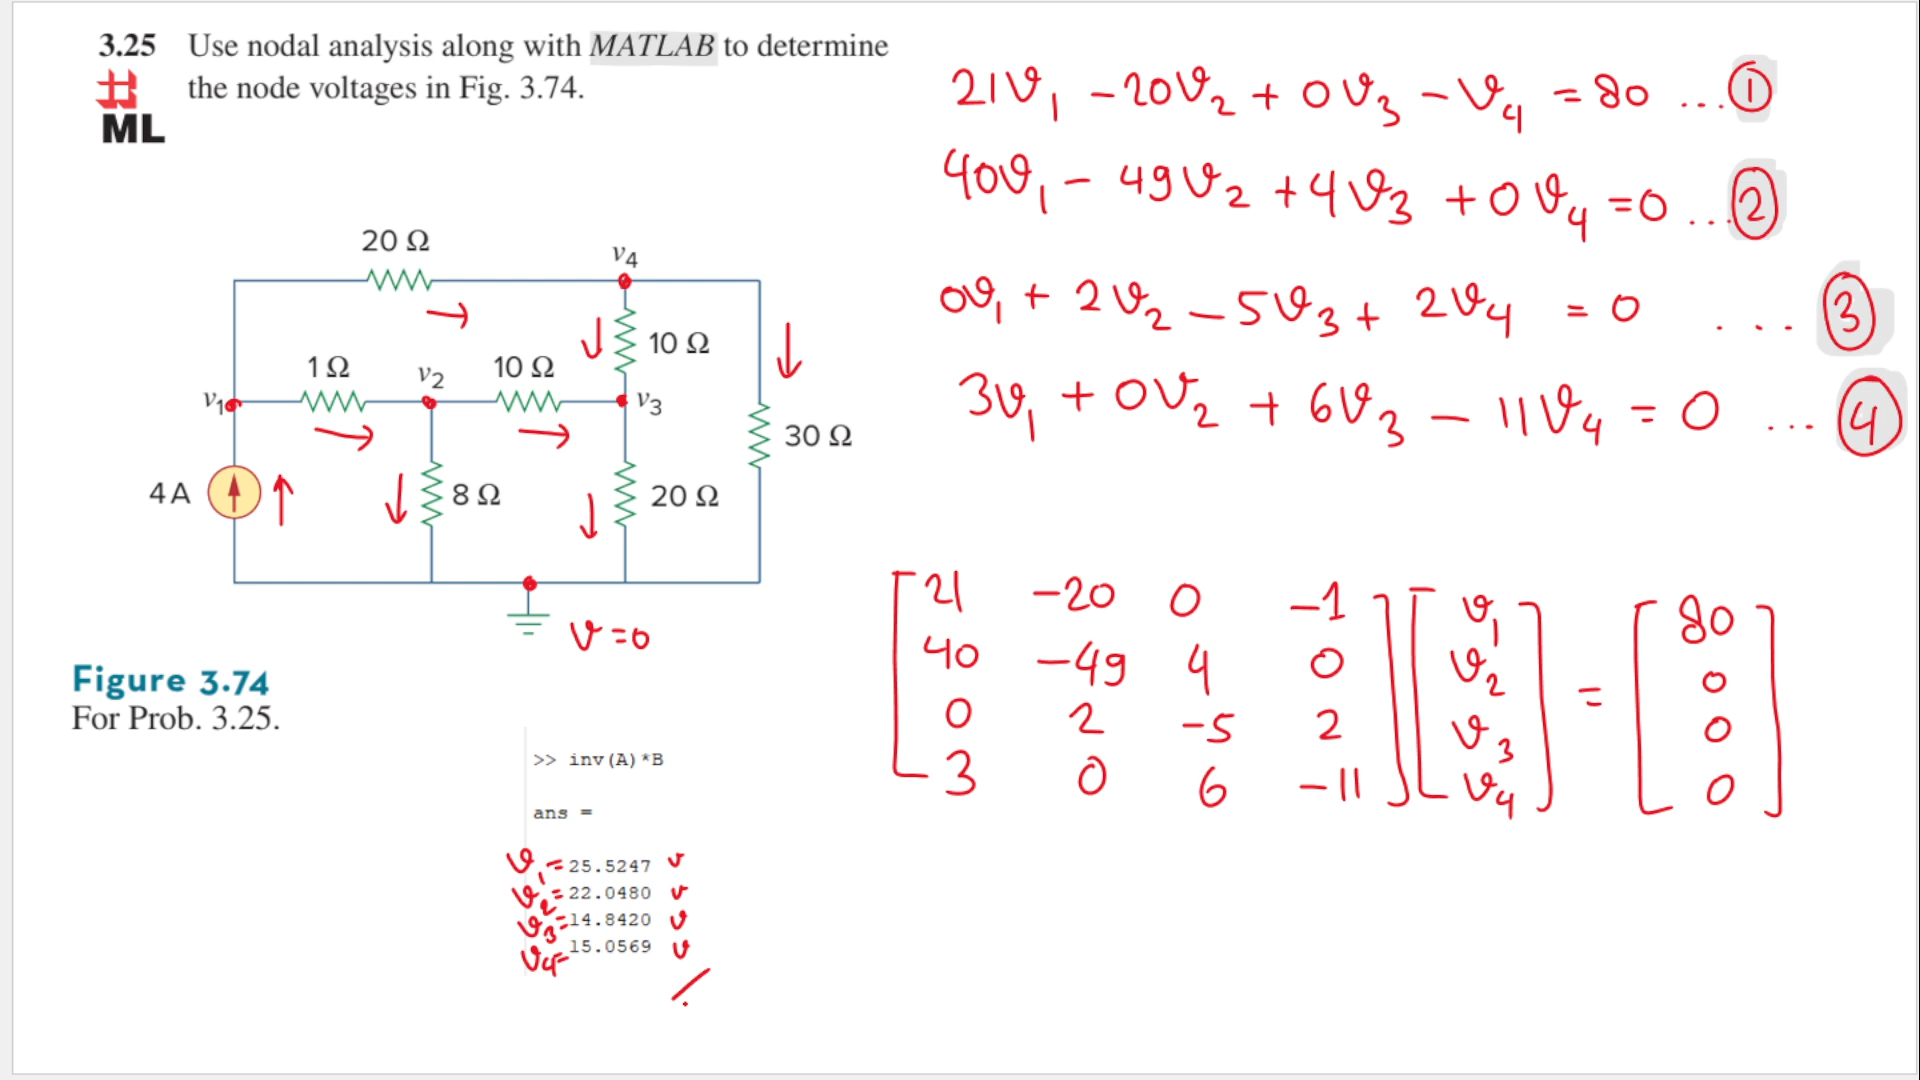 3.25 Use nodal analysis along with MATLAB to determine
the node voltages in Fig. 3.74.
ML
20 Ω
v4
10 Ω
1 Ω
v2
10 Ω
v1
v3
30 Ω
4 A
8 Ω
20 Ω
v=0
Figure 3.74
For Prob. 3.25.
>> inv(A)*B
ans =
v1 = 25.5247 v
v2 = 22.0480 v
v3 = 14.8420 v
v4 = 15.0569 v
21v1 - 20v2 + 0v3 - v4 = 80 ...①
40v1 - 49v2 + 4v3 + 0v4 = 0 ...②
0v1 + 2v2 - 5v3 + 2v4 = 0 ....③
3v1 + 0v2 + 6v3 - 11v4 = 0 ...④
21 -20 0 -1 v1 80
40 -49 4 0 v2 0
0 2 -5 2 v3 = 0
3 0 6 -11 v4 0